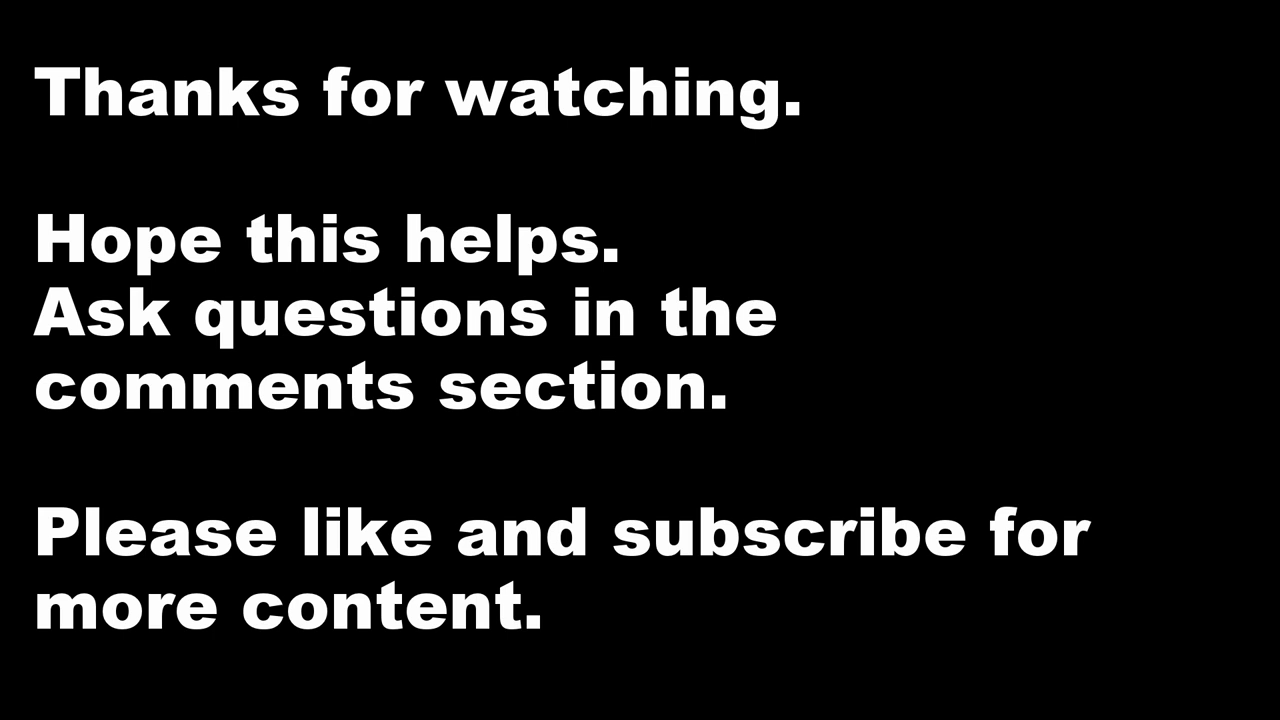 Thanks for watching.
Hope this helps.
Ask questions in the
comments section.
Please like and subscribe for
more content.